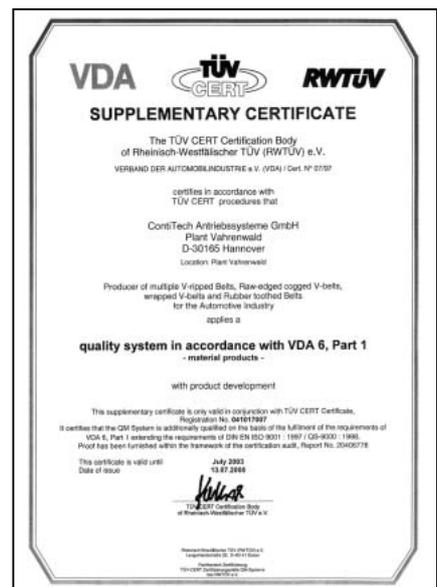 VDA
TÜV
CERT
RWTÜV
SUPPLEMENTARY CERTIFICATE
The TÜV CERT Certification Body
of Rheinisch-Westfälischer TÜV (RWTÜV) e.V.
VERBAND DER AUTOMOBILINDUSTRIE e.V. (VDA) / Cert. N° 07/97
certifies in accordance with
TÜV CERT procedures that
ContiTech Antriebssysteme GmbH
Plant Vahrenwald
D-30165 Hannover
Location: Plant Vahrenwald
Producer of multiple V-ripped Belts, Raw-edged cogged V-belts,
wrapped V-belts and Rubber toothed Belts
for the Automotive Industry
applies a
quality system in accordance with VDA 6, Part 1
- material products -
with product development
This supplementary certificate is only valid in conjunction with TÜV CERT Certificate,
Registration No. 041017007
It certifies that the QM System is additionally qualified on the basis of the fulfilment of the requirements of
VDA 6, Part 1 extending the requirements of DIN EN ISO 9001 : 1997 / QS-9000 : 1998.
Proof has been furnished within the framework of the certification audit, Report No. 20406778
This certificate is valid until July 2003
Date of issue 13.07.2000
TÜV CERT Certification Body
of Rheinisch-Westfälischer TÜV e.V.
Rheinisch-Westfälischer TÜV (RWTÜV) e.V.